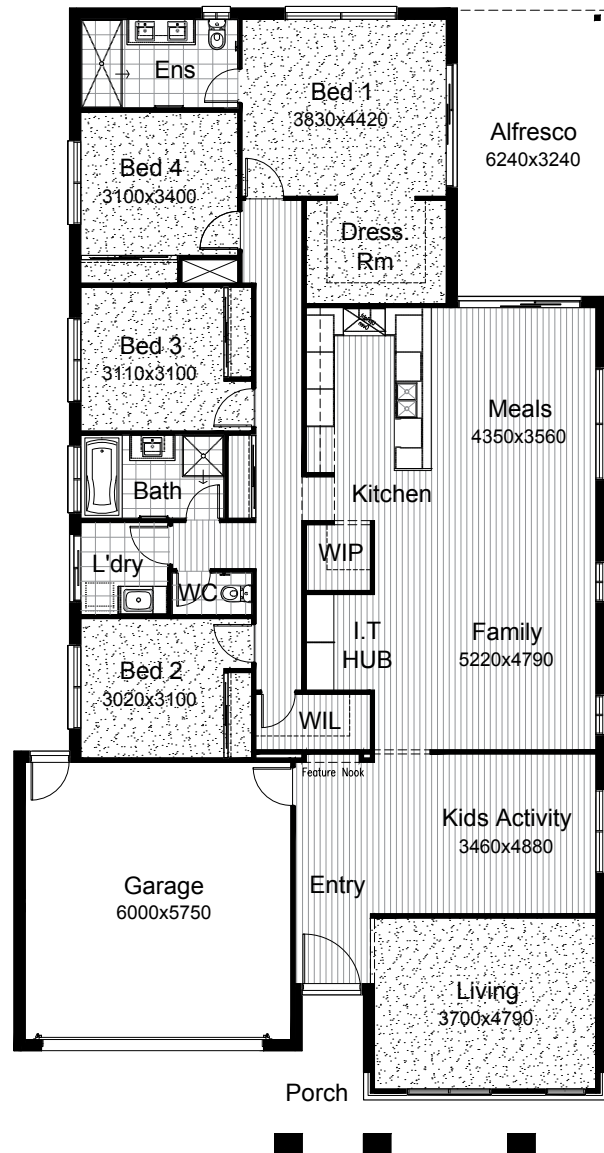 Ens
Bed 1
3830x4420
Alfresco
6240x3240
Bed 4
3100x3400
Dress.
Rm
Bed 3
3110x3100
Meals
4350x3560
Kitchen
Bath
WIP
L'dry
WC
I.T
HUB
Family
5220x4790
Bed 2
3020x3100
WIL
Feature Nook
Kids Activity
3460x4880
Garage
6000x5750
Entry
Living
3700x4790
Porch